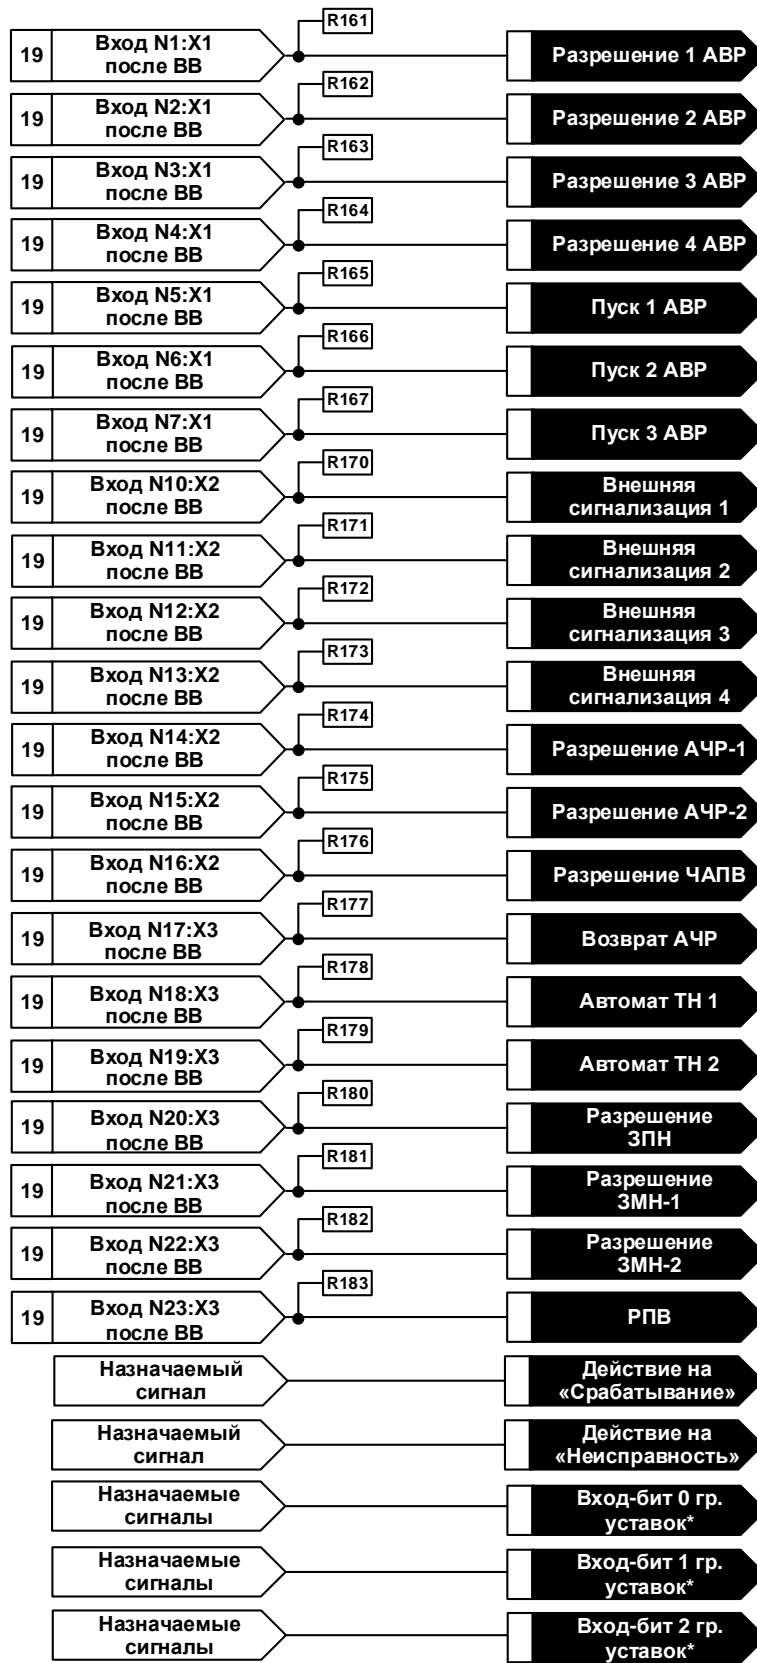 R161
19 Вход N1:X1 Разрешение 1 АВР
после ВВ
R162
19 Вход N2:X1 Разрешение 2 АВР
после ВВ
R163
19 Вход N3:X1 Разрешение 3 АВР
после ВВ
R164
19 Вход N4:X1 Разрешение 4 АВР
после ВВ
R165
19 Вход N5:X1 Пуск 1 АВР
после ВВ
R166
19 Вход N6:X1 Пуск 2 АВР
после ВВ
R167
19 Вход N7:X1 Пуск 3 АВР
после ВВ
R170
19 Вход N10:X2 Внешняя
после ВВ сигнализация 1
R171
19 Вход N11:X2 Внешняя
после ВВ сигнализация 2
R172
19 Вход N12:X2 Внешняя
после ВВ сигнализация 3
R173
19 Вход N13:X2 Внешняя
после ВВ сигнализация 4
R174
19 Вход N14:X2 Разрешение АЧР-1
после ВВ
R175
19 Вход N15:X2 Разрешение АЧР-2
после ВВ
R176
19 Вход N16:X2 Разрешение ЧАПВ
после ВВ
R177
19 Вход N17:X3 Возврат АЧР
после ВВ
R178
19 Вход N18:X3 Автомат ТН 1
после ВВ
R179
19 Вход N19:X3 Автомат ТН 2
после ВВ
R180
19 Вход N20:X3 Разрешение
после ВВ ЗПН
R181
19 Вход N21:X3 Разрешение
после ВВ ЗМН-1
R182
19 Вход N22:X3 Разрешение
после ВВ ЗМН-2
R183
19 Вход N23:X3 РПВ
после ВВ
Назначаемый Действие на
сигнал «Срабатывание»
Назначаемый Действие на
сигнал «Неисправность»
Назначаемые Вход-бит 0 гр.
сигналы уставок*
Назначаемые Вход-бит 1 гр.
сигналы уставок*
Назначаемые Вход-бит 2 гр.
сигналы уставок*